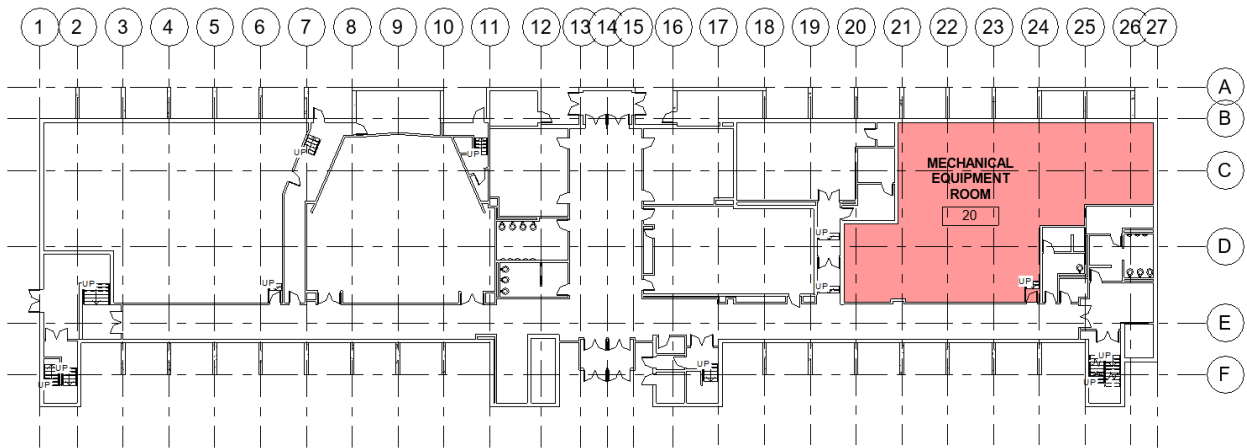 1 2 3 4 5 6 7 8 9 10 11 12 13 14 15 16 17 18 19 20 21 22 23 24 25 26 27
A
B
UP UP
C
MECHANICAL
EQUIPMENT
ROOM
20
UP
D
UP UP UP UP
E
UP UP UP
UP UP
F